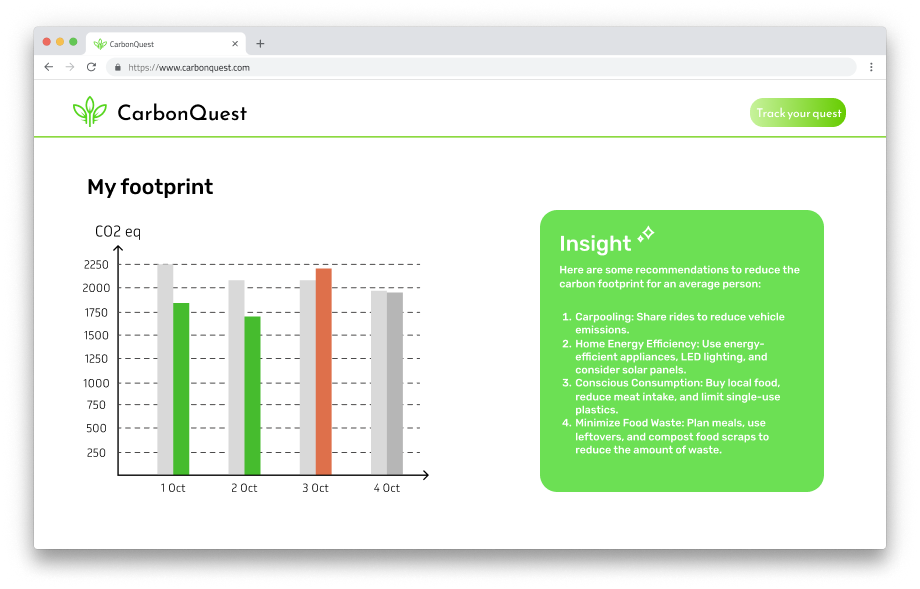 CarbonQuest
https://www.carbonquest.com
CarbonQuest
Track your quest
My footprint
CO2 eq
2250
2000
1750
1500
1250
1000
750
500
250
1 Oct
2 Oct
3 Oct
4 Oct
Insight
Here are some recommendations to reduce the
carbon footprint for an average person:
1. Carpooling: Share rides to reduce vehicle
emissions.
2. Home Energy Efficiency: Use energy-
efficient appliances, LED lighting, and
consider solar panels.
3. Conscious Consumption: Buy local food,
reduce meat intake, and limit single-use
plastics.
4. Minimize Food Waste: Plan meals, use
leftovers, and compost food scraps to
reduce the amount of waste.